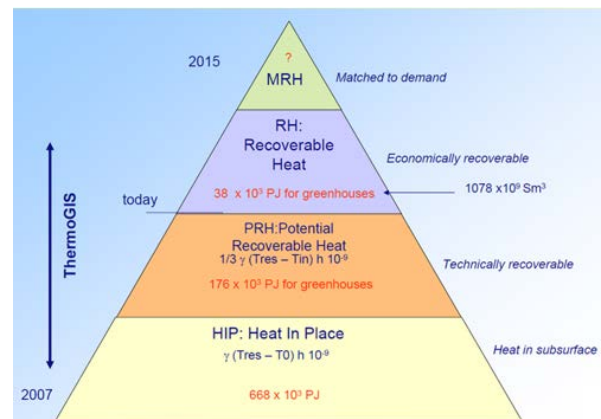 2015
?
MRH
Matched to demand
RH:
Recoverable
Heat
Economically recoverable
38 x 10³ PJ for greenhouses
1078 x10⁹ Sm³
today
ThermoGIS
PRH:Potential
Recoverable Heat
1/3 γ (Tres – Tin) h 10⁻⁹
Technically recoverable
176 x 10³ PJ for greenhouses
HIP: Heat In Place
γ (Tres – T0) h 10⁻⁹
Heat in subsurface
2007
668 x 10³ PJ